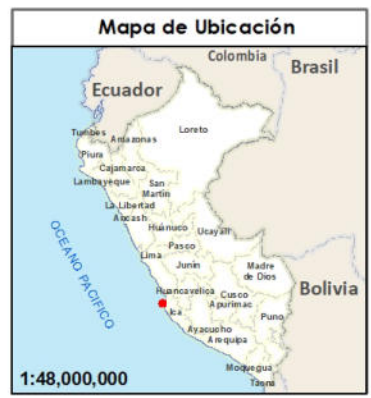 Mapa de Ubicación
Colombia
Brasil
Ecuador
Loreto
Tumbes
Amazonas
Piura
Cajamarca
Lambayeque
San
Martin
La Libertad
Ancash
Huánuco
Ucayali
OCEANO PACIFICO
Pasco
Lima
Junin
Madre
de Dios
Huancavelica
Cusco
Bolivia
Ica
Apurimac
Puno
Ayacucho
Arequipa
Moquegua
Tacna
1:48,000,000